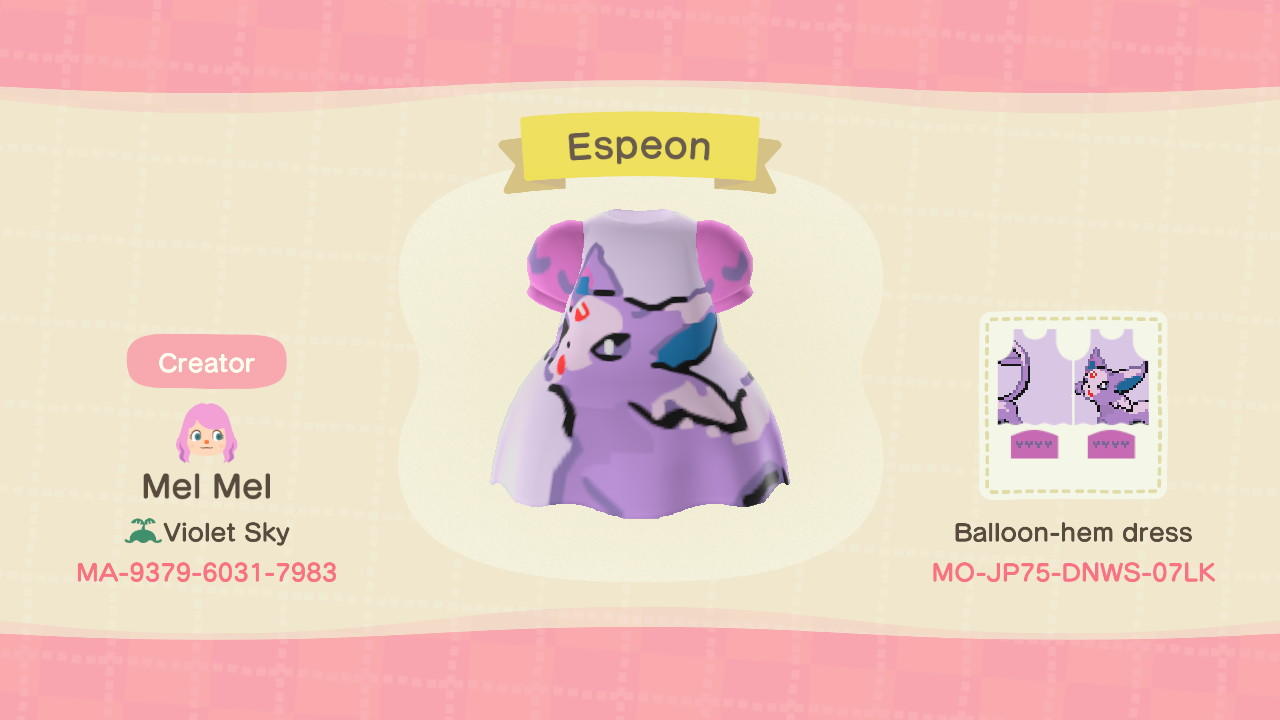 Espeon
Creator
Mel Mel
Violet Sky
MA-9379-6031-7983
Balloon-hem dress
MO-JP75-DNWS-07LK